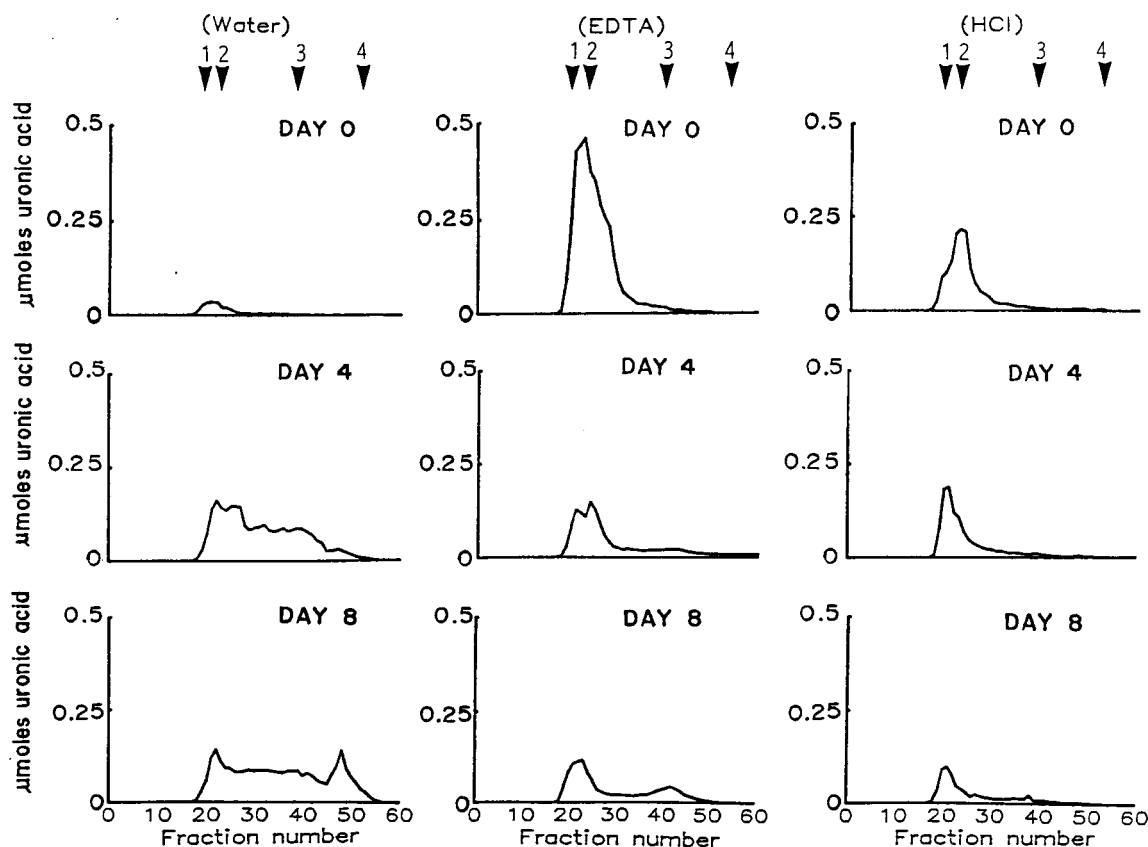 (Water) (EDTA) (HCl)
1 2 3 4 1 2 3 4 1 2 3 4
DAY 0 DAY 0 DAY 0
µmoles uronic acid
0.5 0.5 0.5
0.25 0.25 0.25
0 0 0
DAY 4 DAY 4 DAY 4
µmoles uronic acid
0.5 0.5 0.5
0.25 0.25 0.25
0 0 0
DAY 8 DAY 8 DAY 8
µmoles uronic acid
0.5 0.5 0.5
0.25 0.25 0.25
0 0 0
0 10 20 30 40 50 60 0 10 20 30 40 50 60 0 10 20 30 40 50 60
Fraction number Fraction number Fraction number